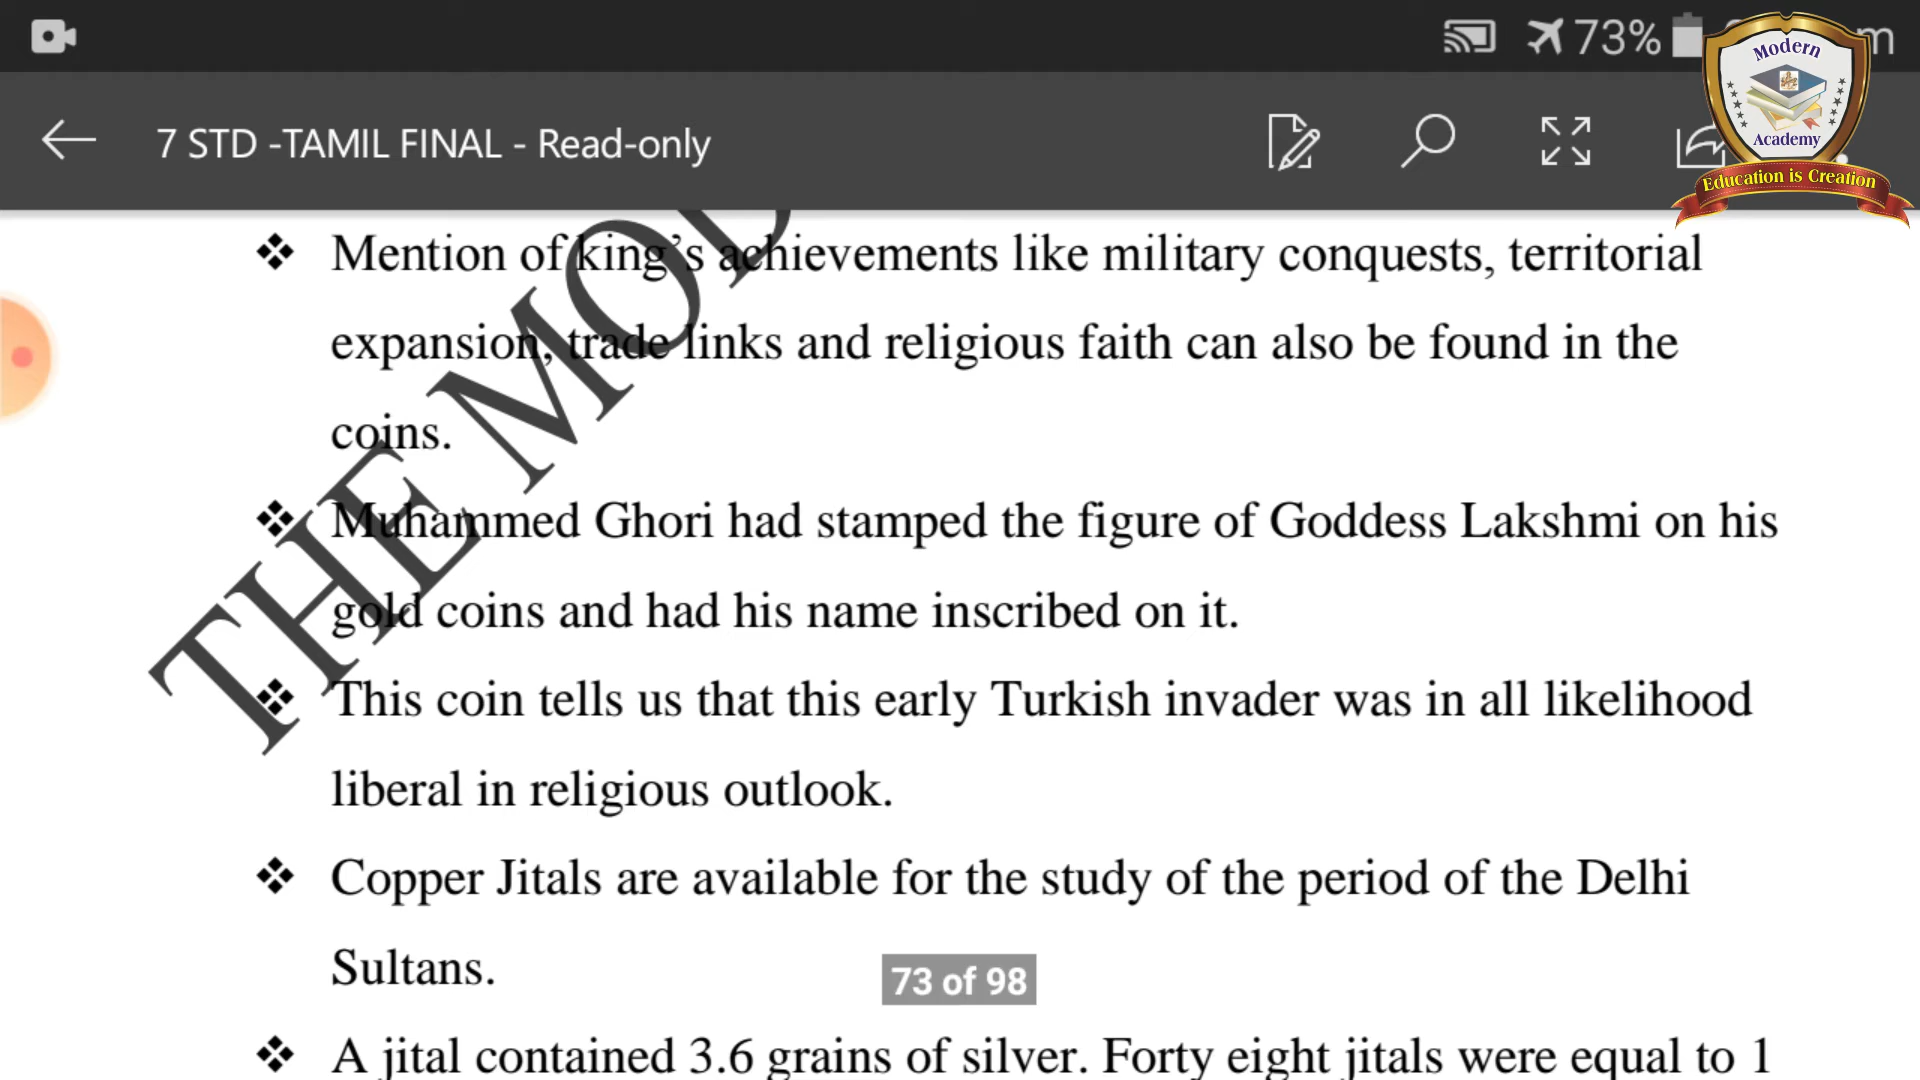 73%
m
Modern
Academy
Education is Creation
7 STD -TAMIL FINAL - Read-only
❖ Mention of king’s achievements like military conquests, territorial
expansion, trade links and religious faith can also be found in the
coins.
❖ Muhammed Ghori had stamped the figure of Goddess Lakshmi on his
gold coins and had his name inscribed on it.
❖ This coin tells us that this early Turkish invader was in all likelihood
liberal in religious outlook.
❖ Copper Jitals are available for the study of the period of the Delhi
Sultans.
73 of 98
❖ A jital contained 3.6 grains of silver. Forty eight jitals were equal to 1
THE MOD